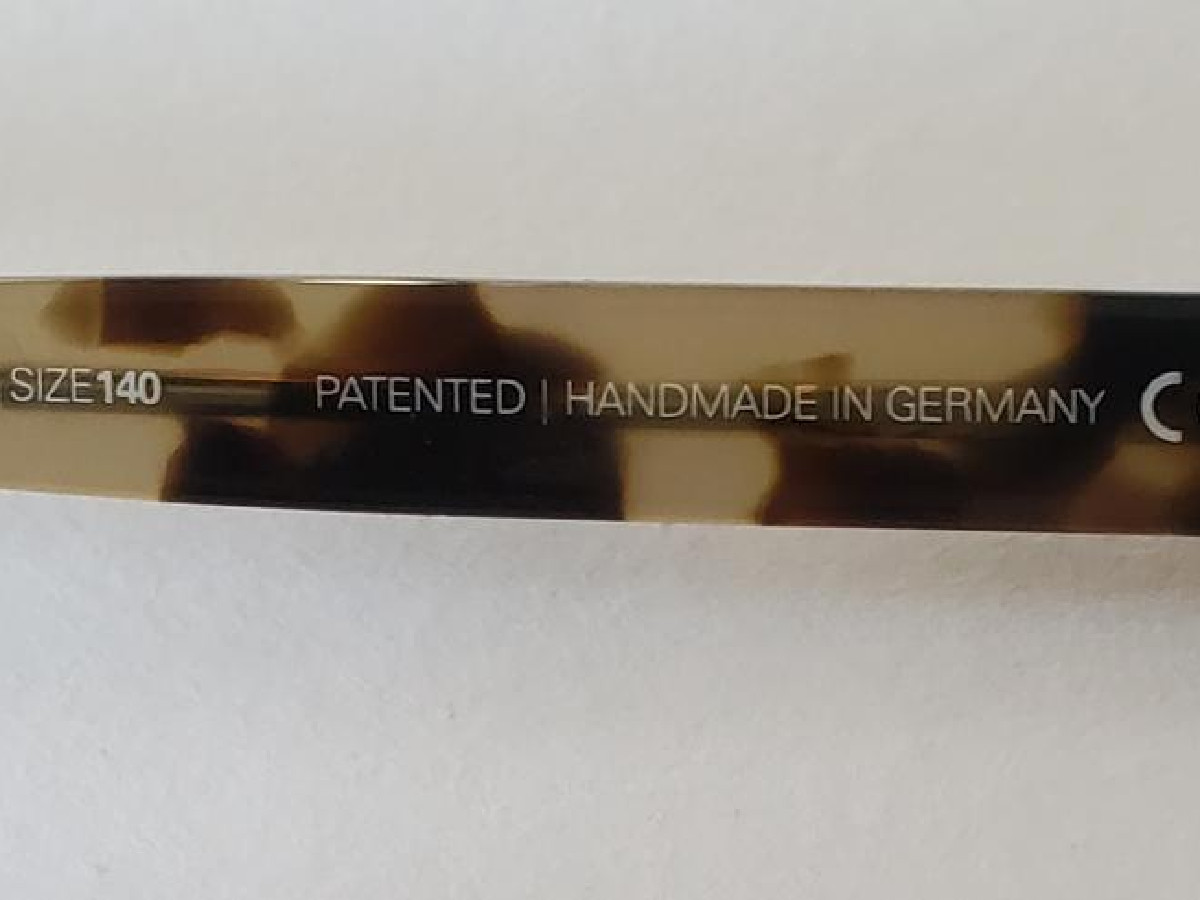 SIZE140 PATENTED | HANDMADE IN GERMANY C